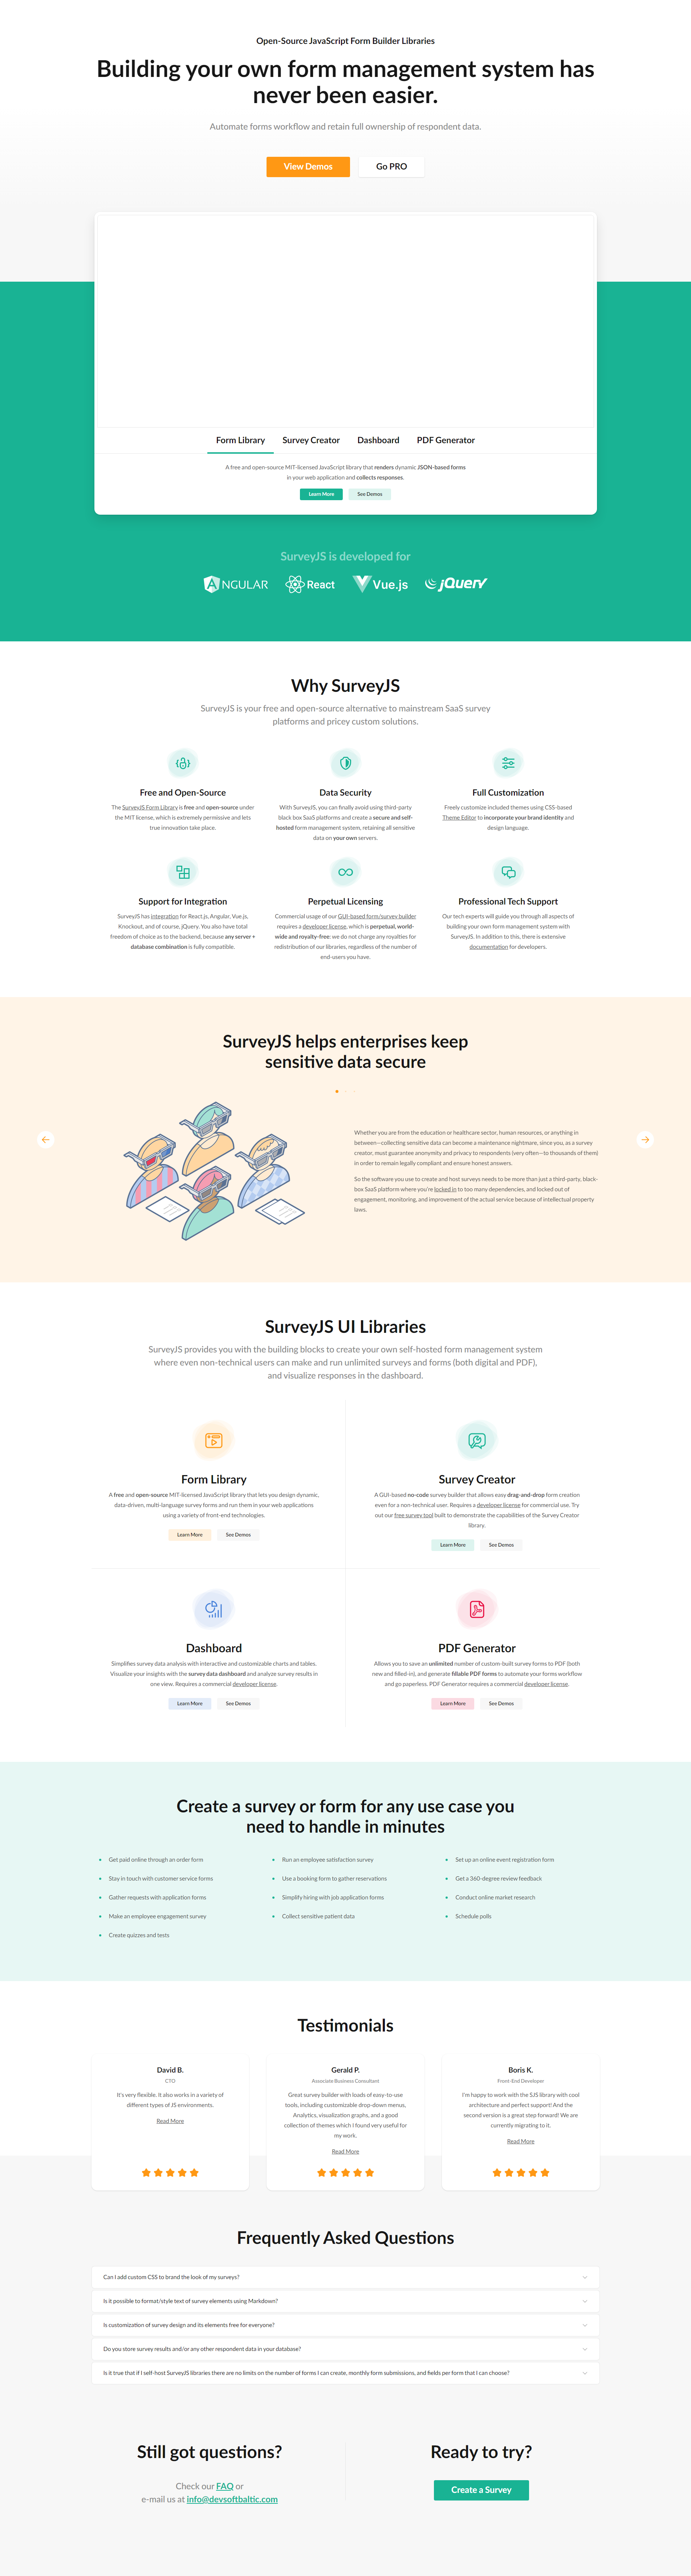 Open-Source JavaScript Form Builder Libraries
Building your own form management system has
never been easier.
Automate forms workflow and retain full ownership of respondent data.
View Demos
Go PRO
Form Library
Survey Creator
Dashboard
PDF Generator
A free and open-source MIT-licensed JavaScript library that renders dynamic JSON-based forms
in your web application and collects responses.
Learn More
See Demos
SurveyJS is developed for
ANGULAR
React
Vue.js
jQuery
Why SurveyJS
SurveyJS is your free and open-source alternative to mainstream SaaS survey
platforms and pricey custom solutions.
Free and Open-Source
The SurveyJS Form Library is free and open-source under
the MIT license, which is extremely permissive and lets
true innovation take place.
Data Security
With SurveyJS, you can finally avoid using third-party
black box SaaS platforms and create a secure and self-
hosted form management system, retaining all sensitive
data on your own servers.
Full Customization
Freely customize included themes using CSS-based
Theme Editor to incorporate your brand identity and
design language.
Support for Integration
SurveyJS has integration for React.js, Angular, Vue.js,
Knockout, and of course, jQuery. You also have total
freedom of choice as to the backend, because any server +
database combination is fully compatible.
Perpetual Licensing
Commercial usage of our GUI-based form/survey builder
requires a developer license, which is perpetual, world-
wide and royalty-free: we do not charge any royalties for
redistribution of our libraries, regardless of the number of
end-users you have.
Professional Tech Support
Our tech experts will guide you through all aspects of
building your own form management system with
SurveyJS. In addition to this, there is extensive
documentation for developers.
SurveyJS helps enterprises keep
sensitive data secure
Whether you are from the education or healthcare sector, human resources, or anything in
between—collecting sensitive data can become a maintenance nightmare, since you, as a survey
creator, must guarantee anonymity and privacy to respondents (very often—to thousands of them)
in order to remain legally compliant and ensure honest answers.
So the software you use to create and host surveys needs to be more than just a third-party, black-
box SaaS platform where you're locked in to too many dependencies, and locked out of
engagement, monitoring, and improvement of the actual service because of intellectual property
laws.
SurveyJS UI Libraries
SurveyJS provides you with the building blocks to create your own self-hosted form management system
where even non-technical users can make and run unlimited surveys and forms (both digital and PDF),
and visualize responses in the dashboard.
Form Library
A free and open-source MIT-licensed JavaScript library that lets you design dynamic,
data-driven, multi-language survey forms and run them in your web applications
using a variety of front-end technologies.
Learn More
See Demos
Survey Creator
A GUI-based no-code survey builder that allows easy drag-and-drop form creation
even for a non-technical user. Requires a developer license for commercial use. Try
out our free survey tool built to demonstrate the capabilities of the Survey Creator
library.
Learn More
See Demos
Dashboard
Simplifies survey data analysis with interactive and customizable charts and tables.
Visualize your insights with the survey data dashboard and analyze survey results in
one view. Requires a commercial developer license.
Learn More
See Demos
PDF Generator
Allows you to save an unlimited number of custom-built survey forms to PDF (both
new and filled-in), and generate fillable PDF forms to automate your forms workflow
and go paperless. PDF Generator requires a commercial developer license.
Learn More
See Demos
Create a survey or form for any use case you
need to handle in minutes
Get paid online through an order form
Stay in touch with customer service forms
Gather requests with application forms
Make an employee engagement survey
Create quizzes and tests
Run an employee satisfaction survey
Use a booking form to gather reservations
Simplify hiring with job application forms
Collect sensitive patient data
Set up an online event registration form
Get a 360-degree review feedback
Conduct online market research
Schedule polls
Testimonials
David B.
CTO
It's very flexible. It also works in a variety of
different types of JS environments.
Read More
Gerald P.
Associate Business Consultant
Great survey builder with loads of easy-to-use
tools, including customizable drop-down menus,
Analytics, visualization graphs, and a good
collection of themes which I found very useful for
my work.
Read More
Boris K.
Front-End Developer
I'm happy to work with the SJS library with cool
architecture and perfect support! And the
second version is a great step forward! We are
currently migrating to it.
Read More
Frequently Asked Questions
Can I add custom CSS to brand the look of my surveys?
Is it possible to format/style text of survey elements using Markdown?
Is customization of survey design and its elements free for everyone?
Do you store survey results and/or any other respondent data in your database?
Is it true that if I self-host SurveyJS libraries there are no limits on the number of forms I can create, monthly form submissions, and fields per form that I can choose?
Still got questions?
Check our FAQ or
e-mail us at info@devsoftbaltic.com
Ready to try?
Create a Survey